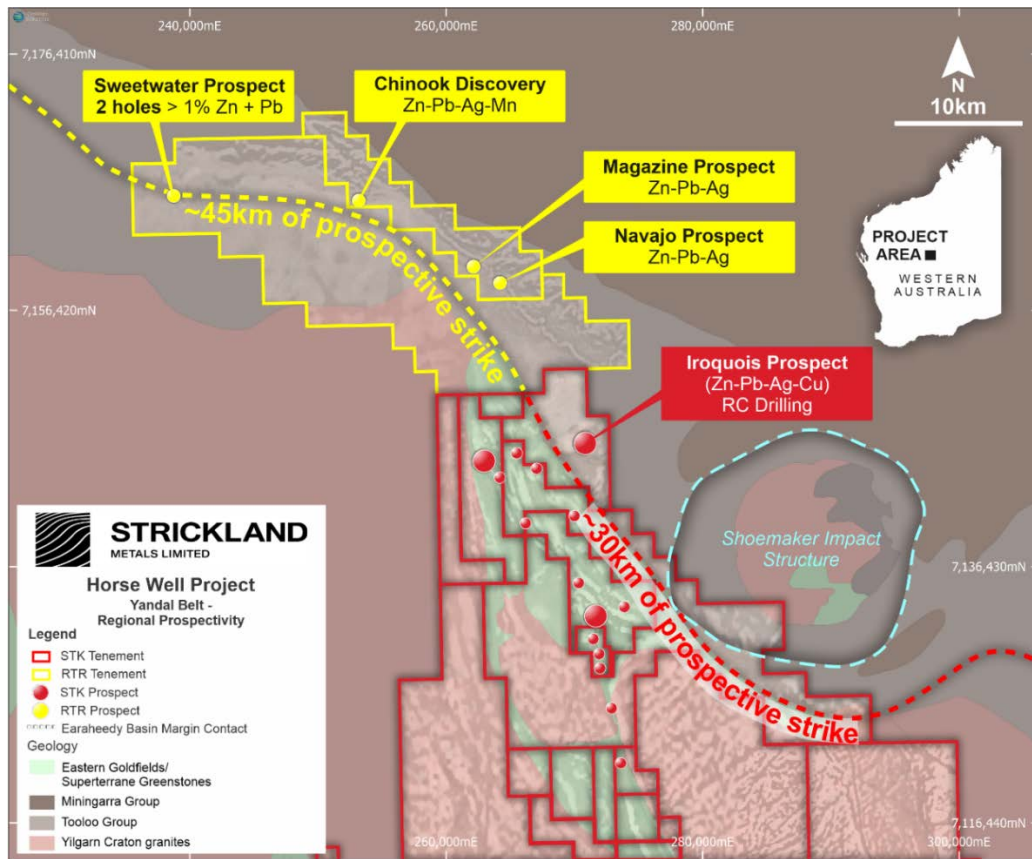 240,000mE
260,000mE
280,000mE
7,176,410mN
Sweetwater Prospect
2 holes > 1% Zn + Pb
Chinook Discovery
Zn-Pb-Ag-Mn
N
10km
Magazine Prospect
Zn-Pb-Ag
Navajo Prospect
Zn-Pb-Ag
PROJECT
AREA
WESTERN
AUSTRALIA
~45km of prospective strike
7,156,420mN
Iroquois Prospect
(Zn-Pb-Ag-Cu)
RC Drilling
Shoemaker Impact
Structure
~30km of prospective strike
7,136,430mN
STRICKLAND
METALS LIMITED
Horse Well Project
Yandal Belt -
Regional Prospectivity
Legend
STK Tenement
RTR Tenement
STK Prospect
RTR Prospect
Earaheedy Basin Margin Contact
Geology
Eastern Goldfields/
Superterrane Greenstones
Miningarra Group
Tooloo Group
Yilgarn Craton granites
7,116,440mN
260,000mE
280,000mE
300,000mE